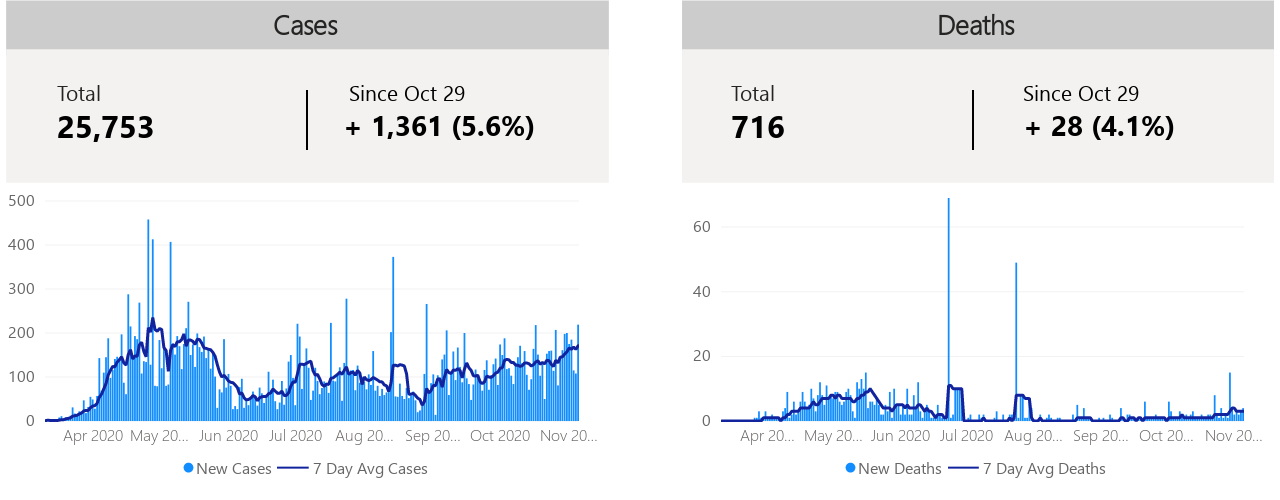 Cases
Total
Since Oct 29
25,753
+ 1,361 (5.6%)
500
400
300
200
100
0
Apr 2020 May 20... Jun 2020 Jul 2020 Aug 20... Sep 20... Oct 2020 Nov 20...
New Cases 7 Day Avg Cases
Deaths
Total
Since Oct 29
716
+ 28 (4.1%)
60
40
20
0
Apr 20... May 2020 Jun 2020 Jul 2020 Aug 20... Sep 20... Oct 20... Nov 20...
New Deaths 7 Day Avg Deaths